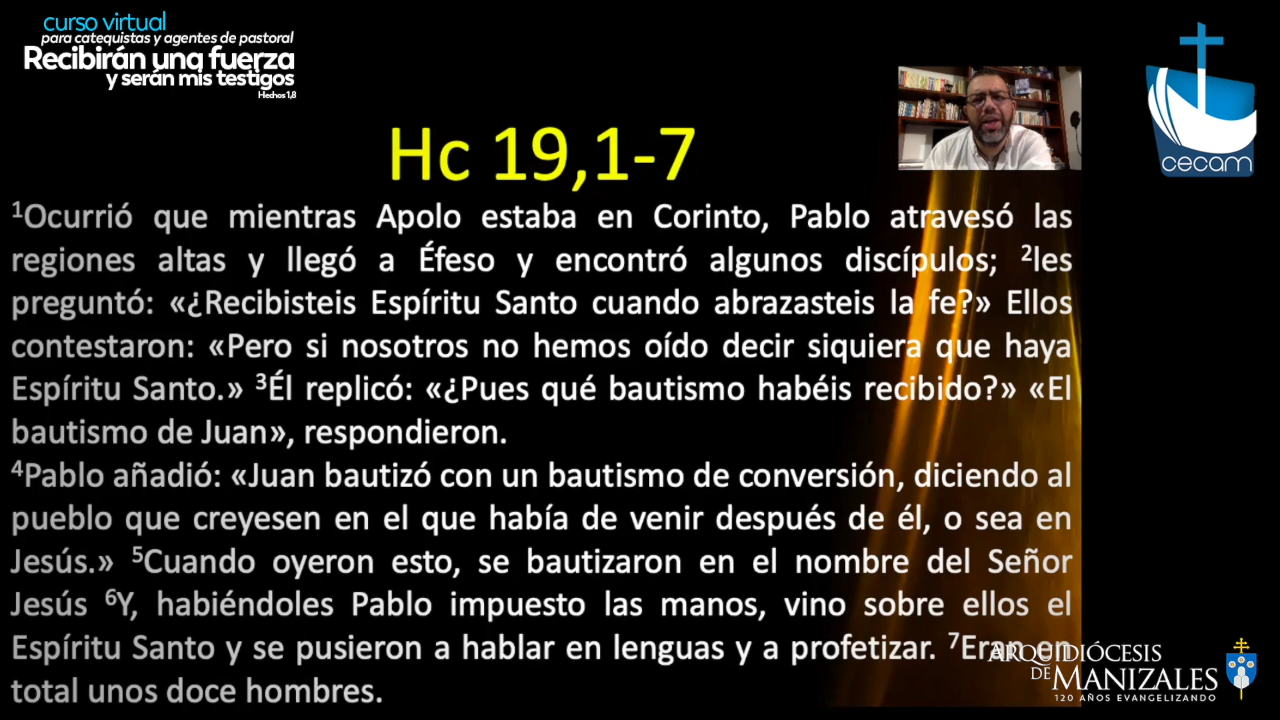 curso virtual
para catequistas y agentes de pastoral
Recibirán una fuerza
y serán mis testigos
Hechos 1,8
cecam
Hc 19,1-7
¹Ocurrió que mientras Apolo estaba en Corinto, Pablo atravesó las
regiones altas y llegó a Éfeso y encontró algunos discípulos; ²les
preguntó: «¿Recibisteis Espíritu Santo cuando abrazasteis la fe?» Ellos
contestaron: «Pero si nosotros no hemos oído decir siquiera que haya
Espíritu Santo.» ³Él replicó: «¿Pues qué bautismo habéis recibido?» «El
bautismo de Juan», respondieron.
⁴Pablo añadió: «Juan bautizó con un bautismo de conversión, diciendo al
pueblo que creyesen en el que había de venir después de él, o sea en
Jesús.» ⁵Cuando oyeron esto, se bautizaron en el nombre del Señor
Jesús ⁶Y, habiéndoles Pablo impuesto las manos, vino sobre ellos el
Espíritu Santo y se pusieron a hablar en lenguas y a profetizar. ⁷Eran en
total unos doce hombres.
ARQUIDIÓCESIS
DE MANIZALES
120 AÑOS EVANGELIZANDO